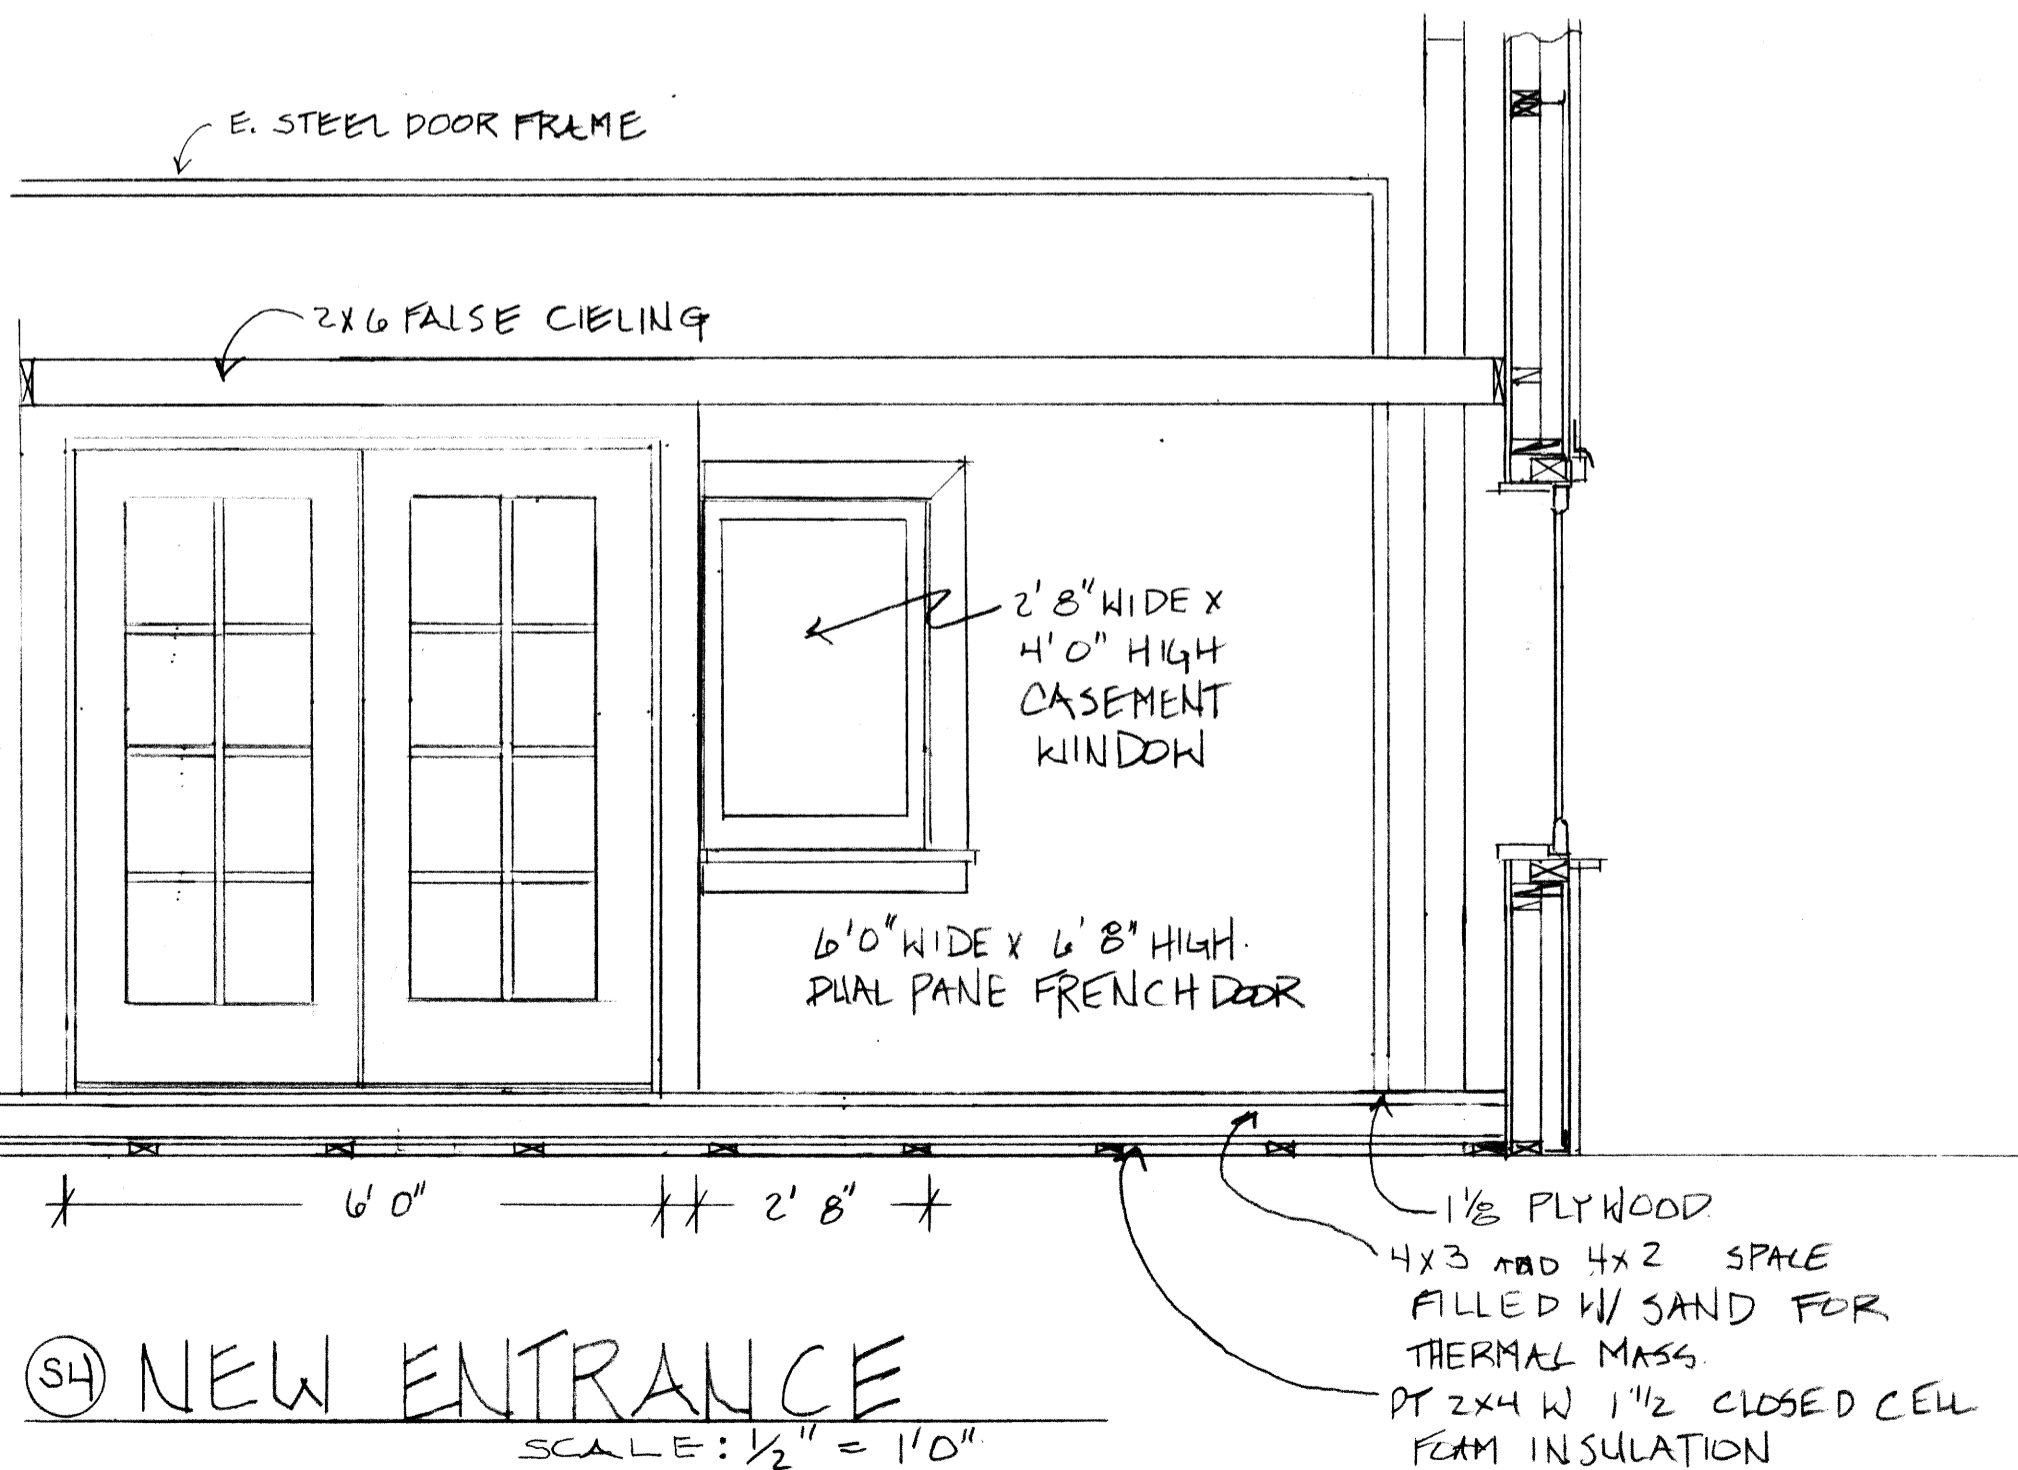 E. STEEL DOOR FRAME
2X6 FALSE CIELING
2'8" WIDE X
4'0" HIGH
CASEMENT
WINDOW
6'0" WIDE X 6'8" HIGH.
DUAL PANE FRENCH DOOR
6'0"
2'8"
1 1/8 PLYWOOD.
4X3 AND 4X2 SPACE
FILLED W/ SAND FOR
THERMAL MASS.
PT 2X4 W 1"1/2 CLOSED CELL
FOAM INSULATION
S4 NEW ENTRANCE
SCALE: 1/2" = 1'0"